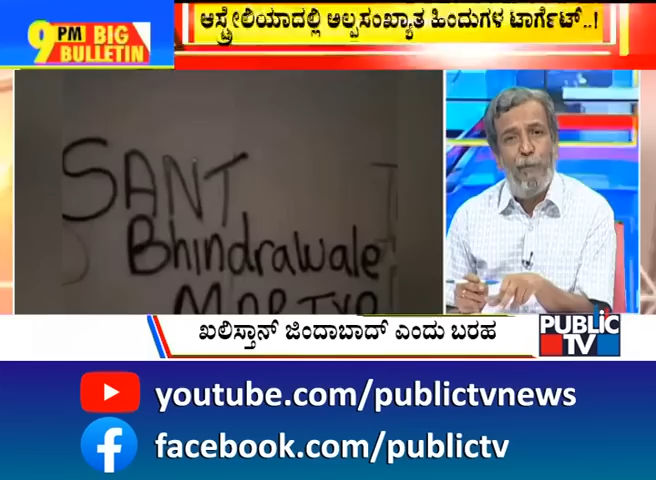 9PM BIG
BULLETIN
ಆಸ್ಟ್ರೇಲಿಯಾದಲ್ಲಿ ಅಲ್ಪಸಂಖ್ಯಾತ ಹಿಂದುಗಳ ಟಾರ್ಗೆಟ್..!
SANT
Bhindrawale
MARTYR
ಖಲಿಸ್ತಾನ್ ಜಿಂದಾಬಾದ್ ಎಂದು ಬರಹ
PUBLIC
TV
youtube.com/publictvnews
facebook.com/publictv